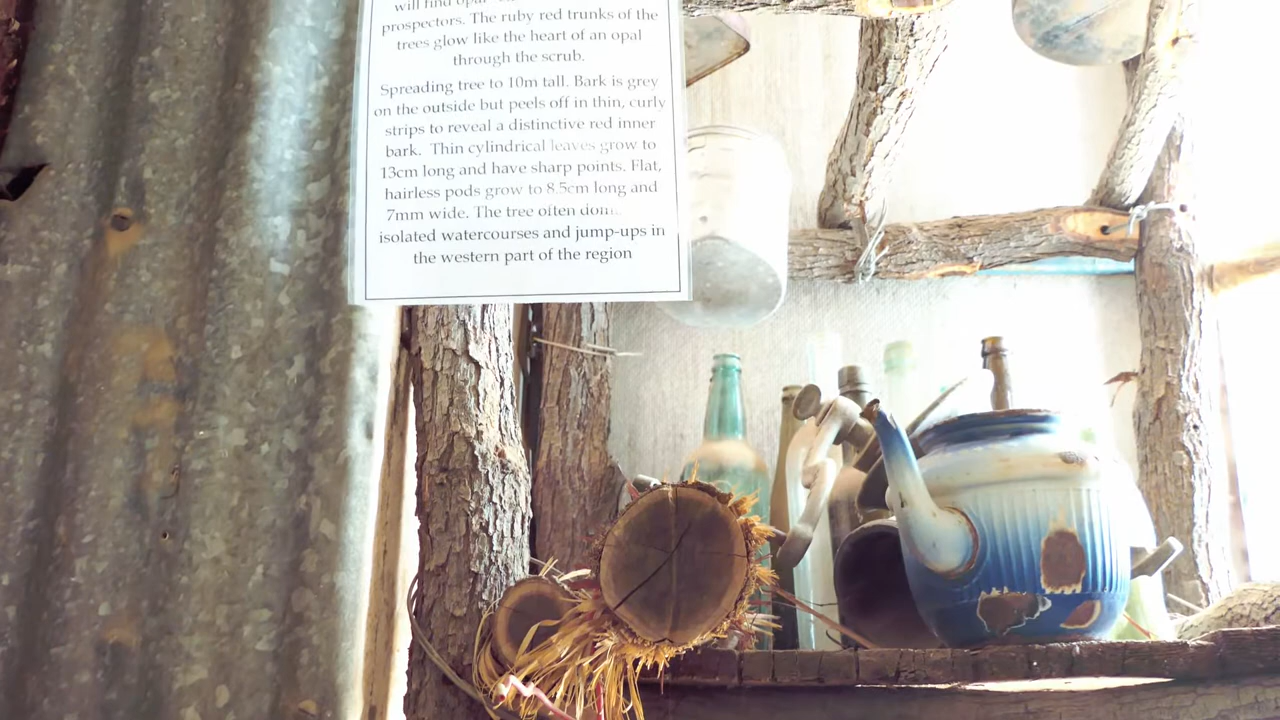 will find opal
prospectors. The ruby red trunks of the
trees glow like the heart of an opal
through the scrub.
Spreading tree to 10m tall. Bark is grey
on the outside but peels off in thin, curly
strips to reveal a distinctive red inner
bark. Thin cylindrical leaves grow to
13cm long and have sharp points. Flat,
hairless pods grow to 8.5cm long and
7mm wide. The tree often
isolated watercourses and jump-ups in
the western part of the region